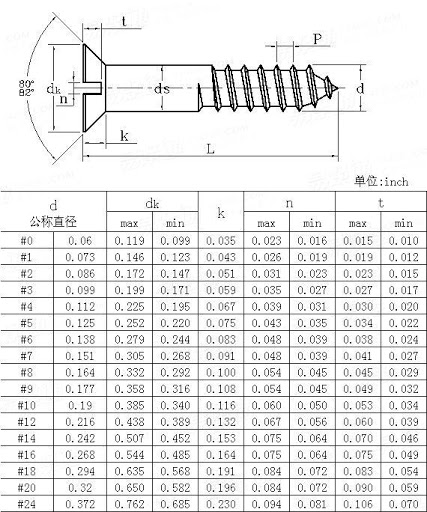 t
P
80°
82°
dk
n
ds
d
k
L
单位:inch
d 公称直径 dk k n t
max min max min max min
#0 0.06 0.119 0.099 0.035 0.023 0.016 0.015 0.010
#1 0.073 0.146 0.123 0.043 0.026 0.019 0.019 0.012
#2 0.086 0.172 0.147 0.051 0.031 0.023 0.023 0.015
#3 0.099 0.199 0.171 0.059 0.035 0.027 0.027 0.017
#4 0.112 0.225 0.195 0.067 0.039 0.031 0.030 0.020
#5 0.125 0.252 0.220 0.075 0.043 0.035 0.034 0.022
#6 0.138 0.279 0.244 0.083 0.048 0.039 0.038 0.024
#7 0.151 0.305 0.268 0.091 0.048 0.039 0.041 0.027
#8 0.164 0.332 0.292 0.100 0.054 0.045 0.045 0.029
#9 0.177 0.358 0.316 0.108 0.054 0.045 0.049 0.032
#10 0.19 0.385 0.340 0.116 0.060 0.050 0.053 0.034
#12 0.216 0.438 0.389 0.132 0.067 0.056 0.060 0.039
#14 0.242 0.507 0.452 0.153 0.075 0.064 0.070 0.046
#16 0.268 0.544 0.485 0.164 0.075 0.064 0.075 0.049
#18 0.294 0.635 0.568 0.191 0.084 0.072 0.083 0.054
#20 0.32 0.650 0.582 0.196 0.084 0.072 0.090 0.059
#24 0.372 0.762 0.685 0.230 0.094 0.081 0.106 0.070